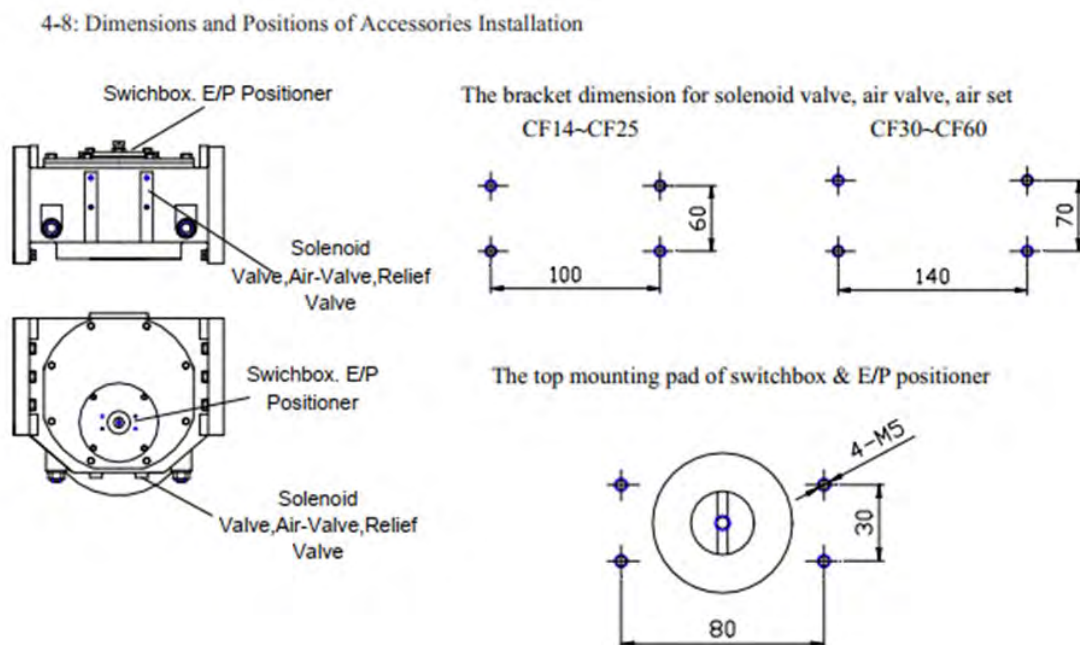 4-8: Dimensions and Positions of Accessories Installation
Swichbox. E/P Positioner
Solenoid
Valve,Air-Valve,Relief
Valve
Swichbox. E/P
Positioner
Solenoid
Valve,Air-Valve,Relief
Valve
The bracket dimension for solenoid valve, air valve, air set
CF14~CF25
CF30~CF60
60
100
70
140
The top mounting pad of switchbox & E/P positioner
4-M5
30
80